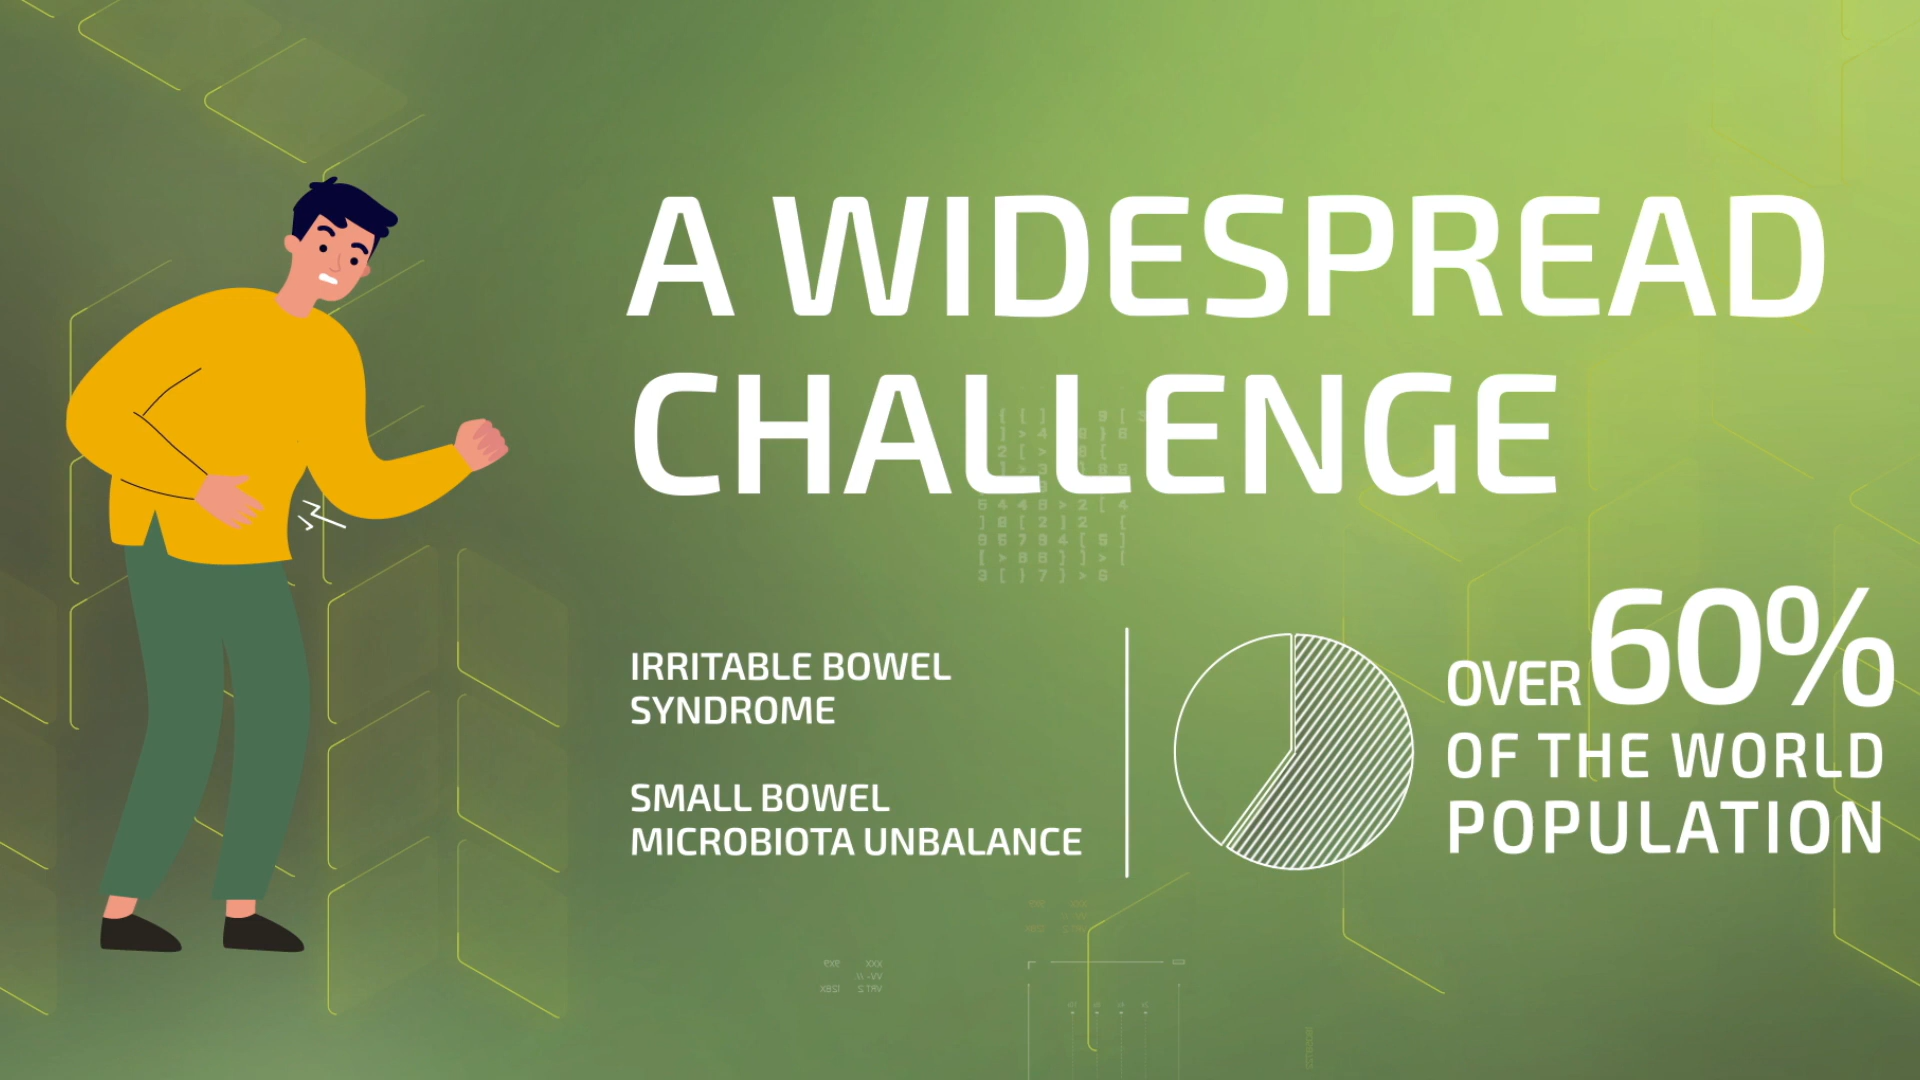 A WIDESPREAD
CHALLENGE
IRRITABLE BOWEL
SYNDROME
SMALL BOWEL
MICROBIOTA UNBALANCE
OVER 60%
OF THE WORLD
POPULATION